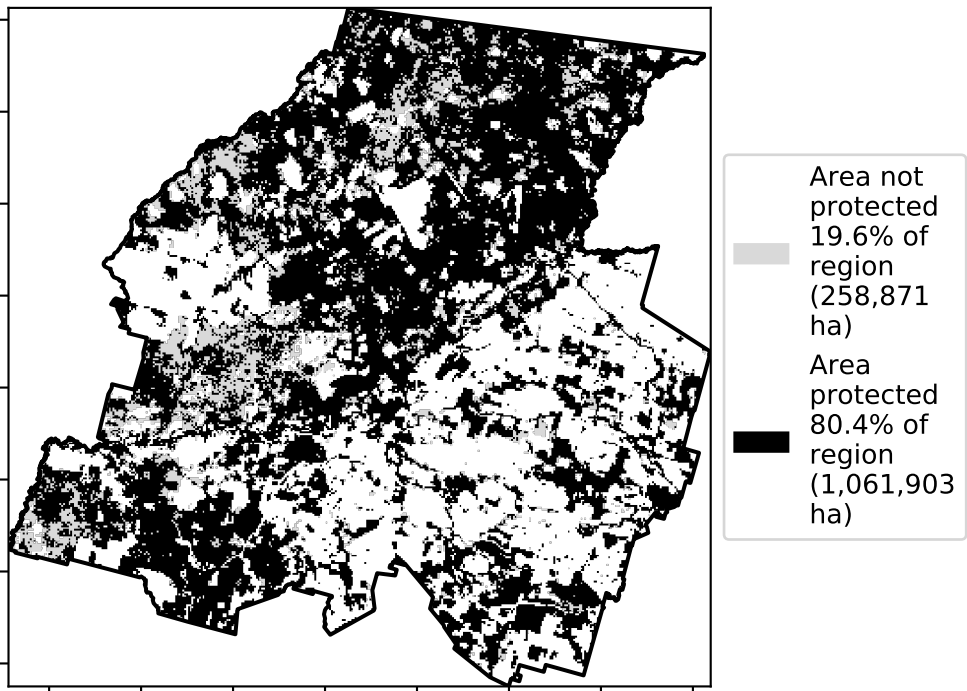 Area not
protected
19.6% of
region
(258,871
ha)
Area
protected
80.4% of
region
(1,061,903
ha)